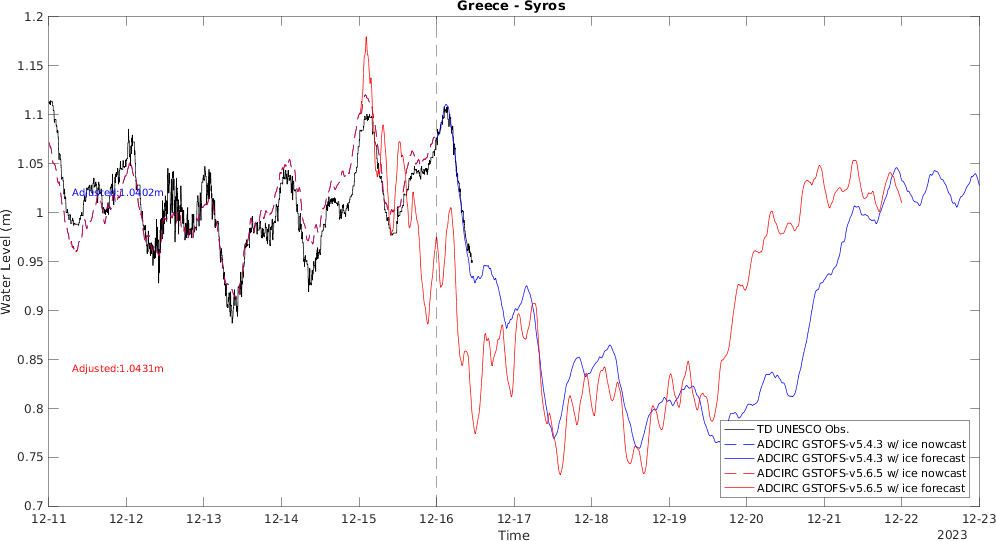 Greece - Syros
1.2
1.15
1.1
1.05
1
0.95
0.9
0.85
0.8
0.75
0.7
Water Level (m)
Adjusted:1.0402m
Adjusted:1.0431m
TD UNESCO Obs.
ADCIRC GSTOFS-v5.4.3 w/ ice nowcast
ADCIRC GSTOFS-v5.4.3 w/ ice forecast
ADCIRC GSTOFS-v5.6.5 w/ ice nowcast
ADCIRC GSTOFS-v5.6.5 w/ ice forecast
12-11 12-12 12-13 12-14 12-15 12-16 12-17 12-18 12-19 12-20 12-21 12-22 12-23
Time
2023